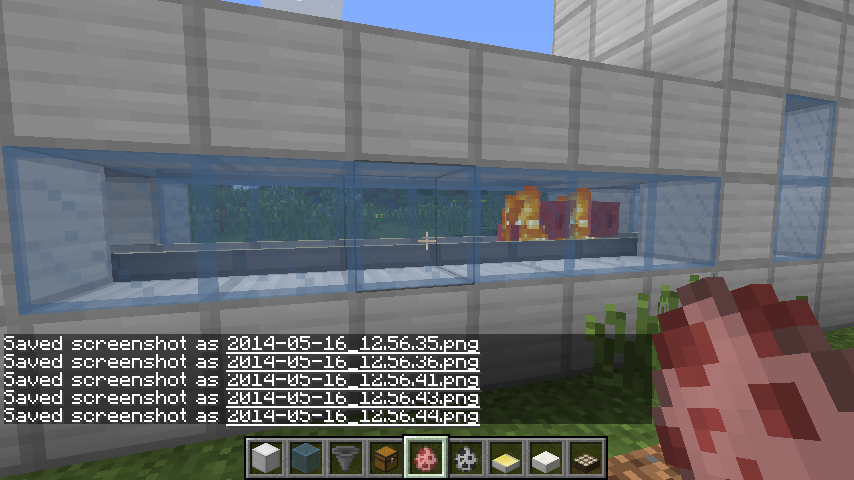 Saved screenshot as 2014-05-16_12.56.35.png
Saved screenshot as 2014-05-16_12.56.36.png
Saved screenshot as 2014-05-16_12.56.41.png
Saved screenshot as 2014-05-16_12.56.43.png
Saved screenshot as 2014-05-16_12.56.44.png